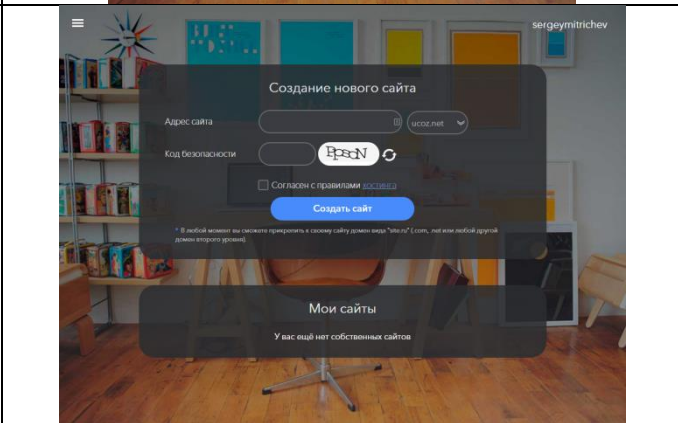 sergeymitrichev
Создание нового сайта
Адрес сайта
ucoz.net
Код безопасности
Согласен с правилами хостинга
Создать сайт
* В любой момент вы сможете прикрепить к своему сайту домен вида "site.ru" (.com, .net или любой другой
домен второго уровня)
Мои сайты
У вас ещё нет собственных сайтов